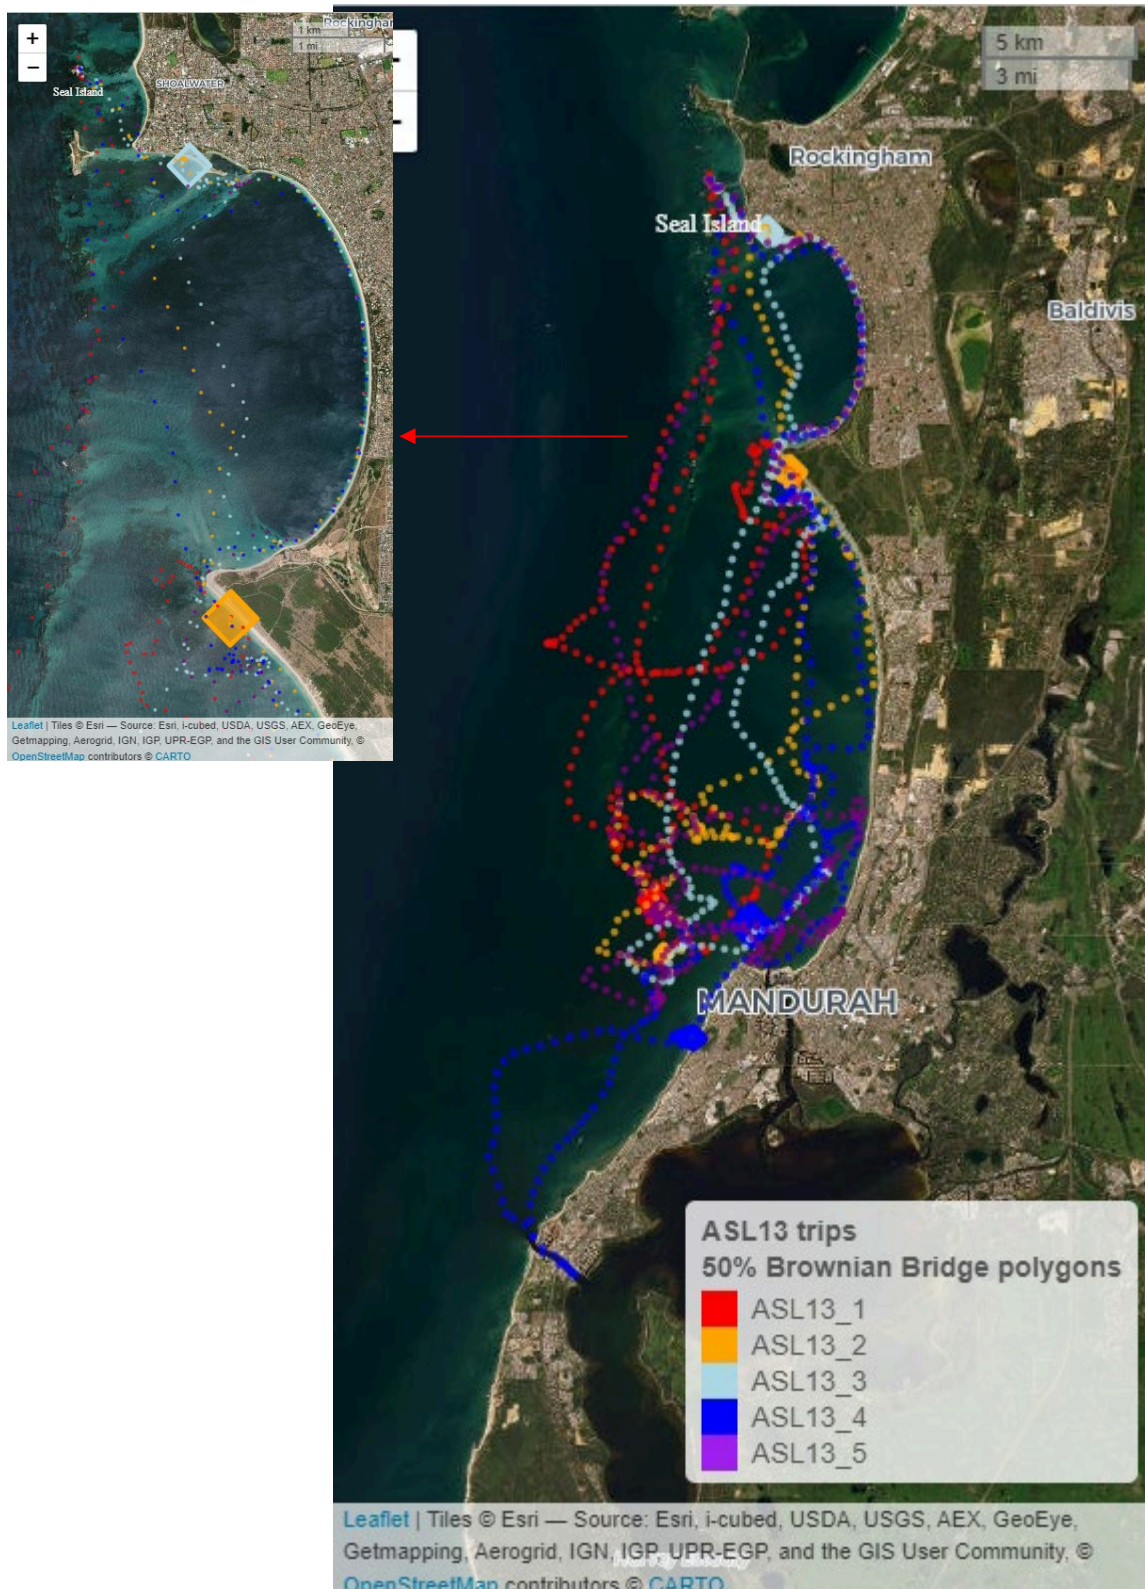 +
−
Rockinghar
1 km
1 mi
SHOALWATER
Seal Island
Leaflet | Tiles © Esri — Source: Esri, i-cubed, USDA, USGS, AEX, GeoEye,
Getmapping, Aerogrid, IGN, IGP, UPR-EGP, and the GIS User Community, ©
OpenStreetMap contributors © CARTO
5 km
3 mi
Rockingham
Seal Island
Baldivis
MANDURAH
ASL13 trips
50% Brownian Bridge polygons
ASL13_1
ASL13_2
ASL13_3
ASL13_4
ASL13_5
Leaflet | Tiles © Esri — Source: Esri, i-cubed, USDA, USGS, AEX, GeoEye,
Getmapping, Aerogrid, IGN, IGP, UPR-EGP, and the GIS User Community, ©
OpenStreetMap contributors © CARTO